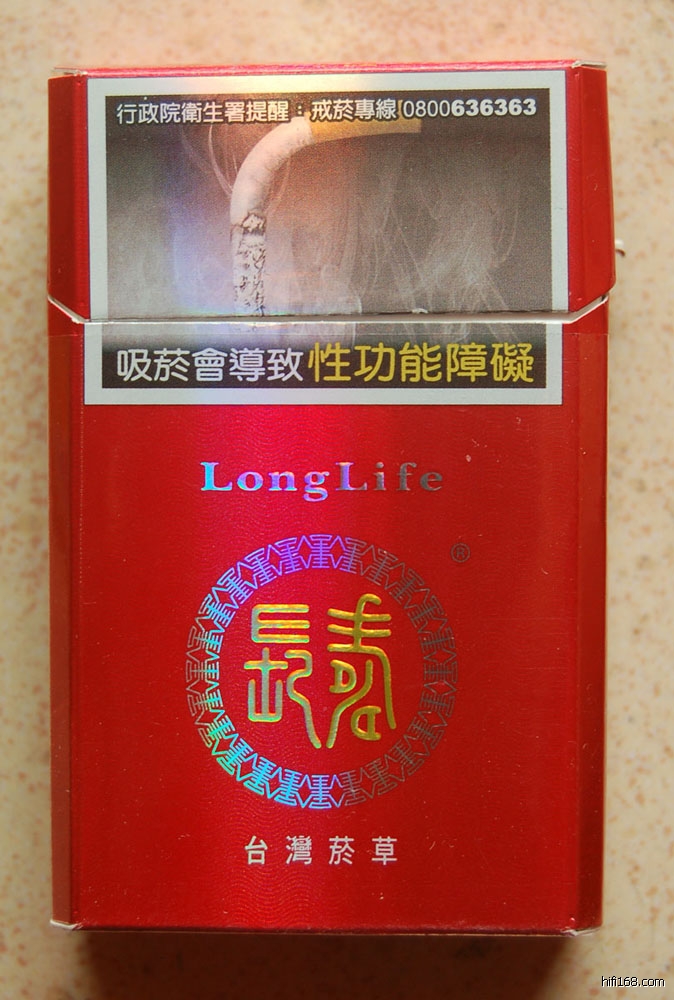 行政院衛生署提醒：戒菸專線0800636363
吸菸會導致性功能障礙
LongLife
®
長壽
台灣菸草
hifi168.com